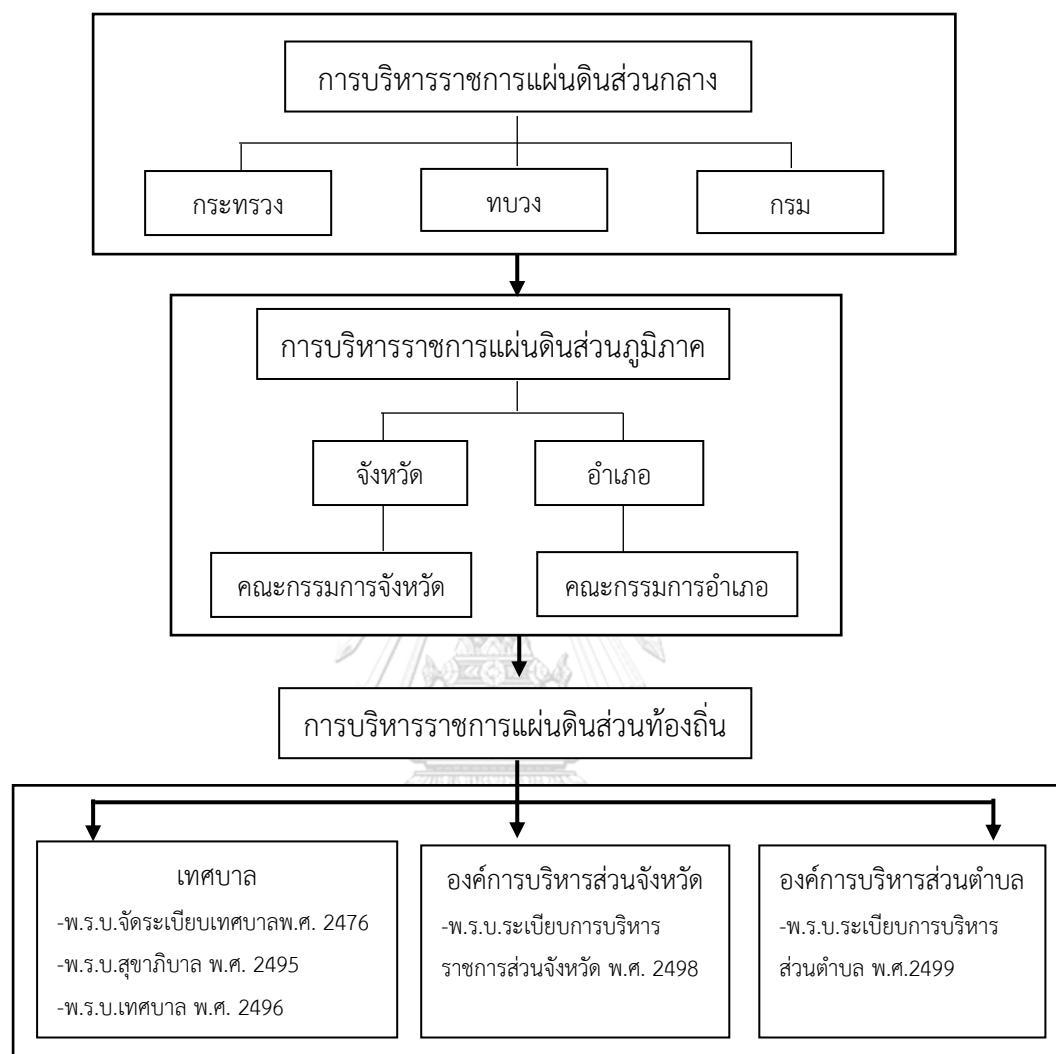 การบริหารราชการแผ่นดินส่วนกลาง
กระทรวง
ทบวง
กรม
การบริหารราชการแผ่นดินส่วนภูมิภาค
จังหวัด
อำเภอ
คณะกรรมการจังหวัด
คณะกรรมการอำเภอ
การบริหารราชการแผ่นดินส่วนท้องถิ่น
เทศบาล
-พ.ร.บ.จัดระเบียบเทศบาลพ.ศ. 2476
-พ.ร.บ.สุขาภิบาล พ.ศ. 2495
-พ.ร.บ.เทศบาล พ.ศ. 2496
องค์การบริหารส่วนจังหวัด
-พ.ร.บ.ระเบียบการบริหาร
ราชการส่วนจังหวัด พ.ศ. 2498
องค์การบริหารส่วนตำบล
-พ.ร.บ.ระเบียบการบริหาร
ส่วนตำบล พ.ศ.2499